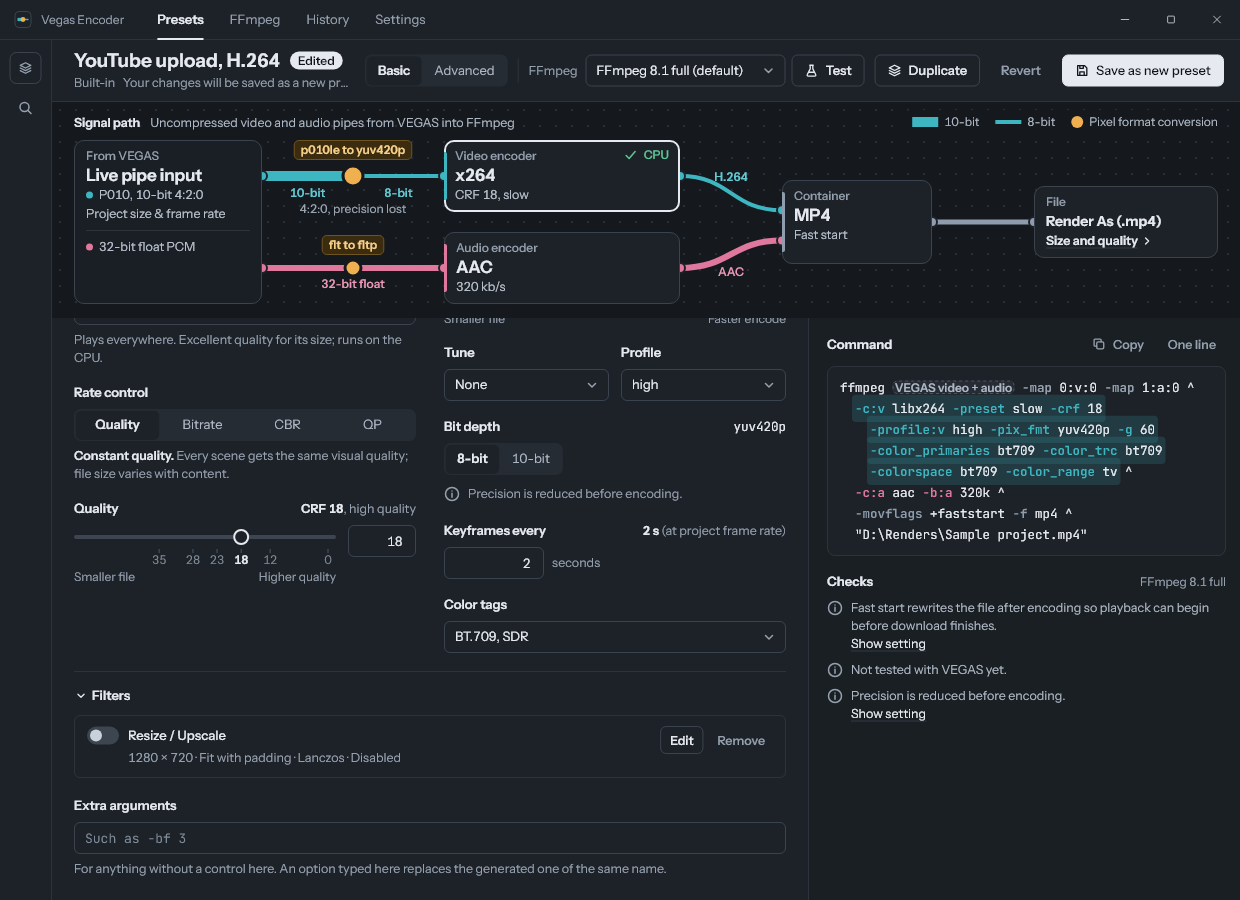 Vegas Encoder
Presets
FFmpeg
History
Settings
YouTube upload, H.264
Edited
Built-in Your changes will be saved as a new pr...
Basic
Advanced
FFmpeg
FFmpeg 8.1 full (default)
Test
Duplicate
Revert
Save as new preset
Signal path Uncompressed video and audio pipes from VEGAS into FFmpeg
10-bit
8-bit
Pixel format conversion
From VEGAS
Live pipe input
P010, 10-bit 4:2:0
Project size & frame rate
32-bit float PCM
p010le to yuv420p
10-bit
8-bit
4:2:0, precision lost
flt to fltp
32-bit float
Video encoder
CPU
x264
CRF 18, slow
Audio encoder
AAC
320 kb/s
H.264
AAC
Container
MP4
Fast start
File
Render As (.mp4)
Size and quality
Plays everywhere. Excellent quality for its size; runs on the
CPU.
Rate control
Quality
Bitrate
CBR
QP
Constant quality. Every scene gets the same visual quality;
file size varies with content.
Quality
CRF 18, high quality
18
35 28 23 18 12 0
Smaller file
Higher quality
Smaller file
Faster encode
Tune
Profile
None
high
Bit depth
yuv420p
8-bit
10-bit
Precision is reduced before encoding.
Keyframes every
2 s (at project frame rate)
2
seconds
Color tags
BT.709, SDR
Filters
Resize / Upscale
1280 × 720 · Fit with padding · Lanczos · Disabled
Edit
Remove
Extra arguments
Such as -bf 3
For anything without a control here. An option typed here replaces the generated one of the same name.
Command
Copy
One line
ffmpeg VEGAS video + audio -map 0:v:0 -map 1:a:0 ^
-c:v libx264 -preset slow -crf 18
-profile:v high -pix_fmt yuv420p -g 60
-color_primaries bt709 -color_trc bt709
-colorspace bt709 -color_range tv ^
-c:a aac -b:a 320k ^
-movflags +faststart -f mp4 ^
"D:\Renders\Sample project.mp4"
Checks
FFmpeg 8.1 full
Fast start rewrites the file after encoding so playback can begin
before download finishes.
Show setting
Not tested with VEGAS yet.
Precision is reduced before encoding.
Show setting